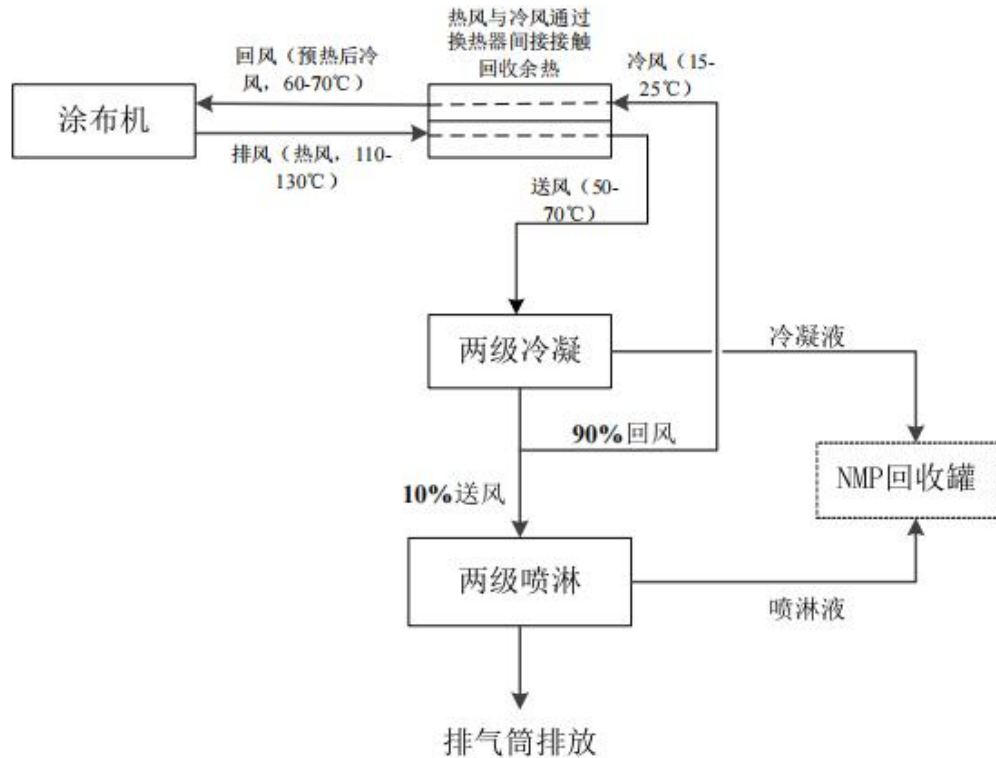 热风与冷风通过
换热器间接接触
回收余热
回风（预热后冷
风，60-70℃）
冷风（15-
25℃）
涂布机
排风（热风，110-
130℃）
送风（50-
70℃）
两级冷凝
冷凝液
90%回风
NMP回收罐
10%送风
两级喷淋
喷淋液
排气筒排放